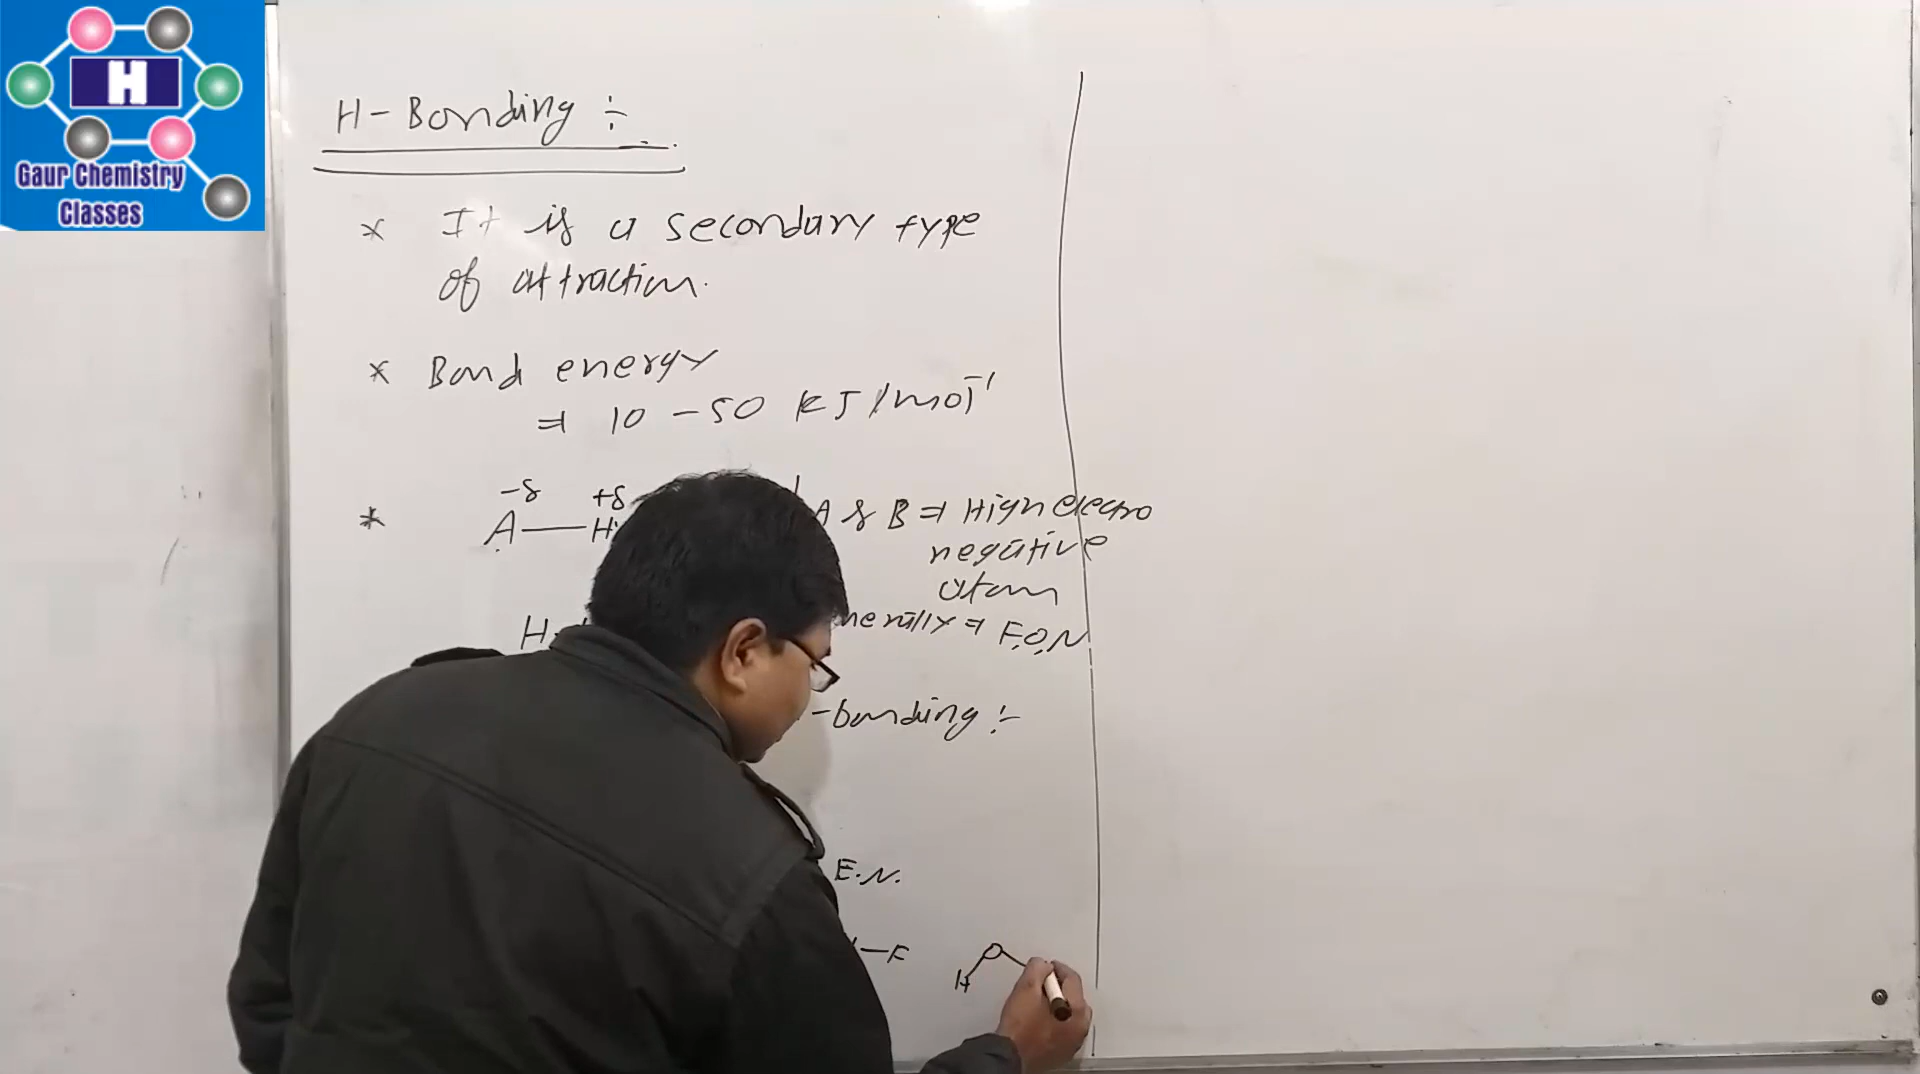 H
Gaur Chemistry
Classes
H-Bonding ÷
* It is a secondary type
of attraction.
* Bond energy
⇒ 10 - 50 KJ/mol⁻¹
-δ +δ
* A — H A & B ⇒ High electro
negative
atom
H- ⇒ F,O,N
-bonding ÷
E.N.
—F
O
H